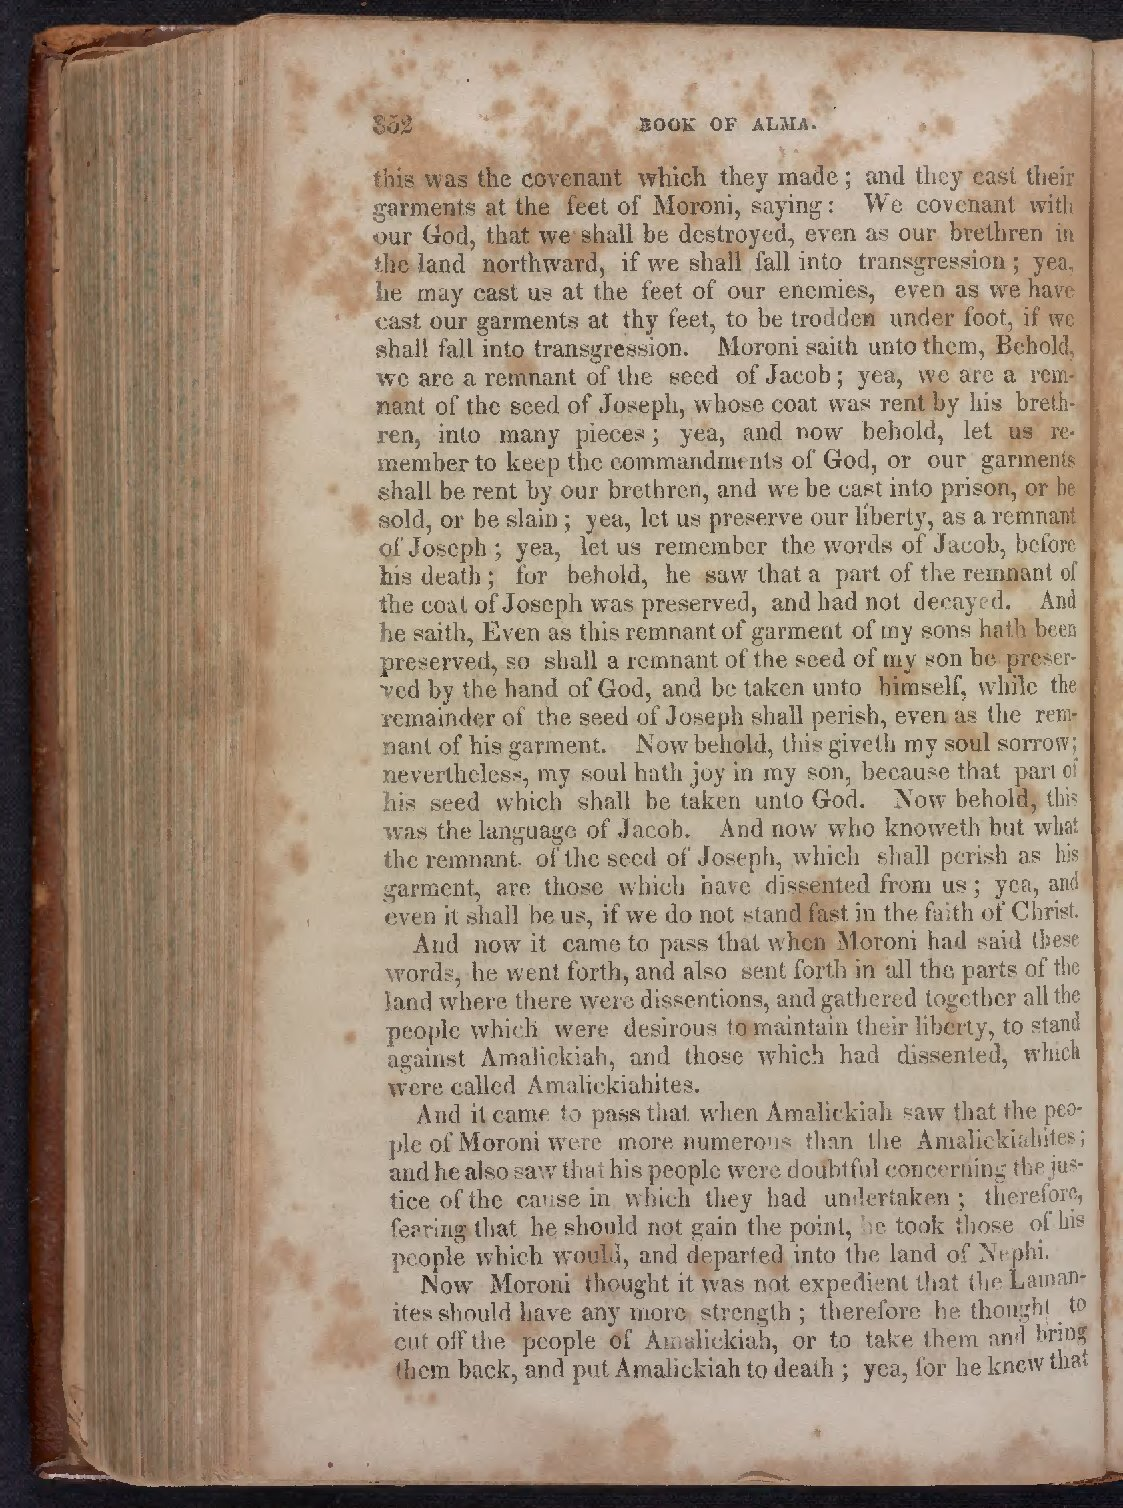 352 BOOK OF ALMA.
this was the covenant which they made; and they cast their
garments at the feet of Moroni, saying: We covenant with
our God, that we shall be destroyed, even as our brethren in
the land northward, if we shall fall into transgression; yea,
he may cast us at the feet of our enemies, even as we have
cast our garments at thy feet, to be trodden under foot, if we
shall fall into transgression. Moroni saith unto them, Behold,
we are a remnant of the seed of Jacob; yea, we are a rem-
nant of the seed of Joseph, whose coat was rent by his breth-
ren, into many pieces; yea, and now behold, let us re-
member to keep the commandments of God, or our garments
shall be rent by our brethren, and we be cast into prison, or be
sold, or be slain; yea, let us preserve our liberty, as a remnant
of Joseph; yea, let us remember the words of Jacob, before
his death; for behold, he saw that a part of the remnant of
the coat of Joseph was preserved, and had not decayed. And
he saith, Even as this remnant of garment of my sons hath been
preserved, so shall a remnant of the seed of my son be preser-
ved by the hand of God, and be taken unto himself, while the
remainder of the seed of Joseph shall perish, even as the rem-
nant of his garment. Now behold, this giveth my soul sorrow;
nevertheless, my soul hath joy in my son, because that part of
his seed which shall be taken unto God. Now behold, this
was the language of Jacob. And now who knoweth but what
the remnant of the seed of Joseph, which shall perish as his
garment, are those which have dissented from us; yea, and
even it shall be us, if we do not stand fast in the faith of Christ.
And now it came to pass that when Moroni had said these
words, he went forth, and also sent forth in all the parts of the
land where there were dissentions, and gathered together all the
people which were desirous to maintain their liberty, to stand
against Amalickiah, and those which had dissented, which
were called Amalickiahites.
And it came to pass that when Amalickiah saw that the peo-
ple of Moroni were more numerous than the Amalickiahites;
and he also saw that his people were doubtful concerning the jus-
tice of the cause in which they had undertaken; therefore,
fearing that he should not gain the point, he took those of his
people which would, and departed into the land of Nephi.
Now Moroni thought it was not expedient that the Laman-
ites should have any more strength; therefore he thought to
cut off the people of Amalickiah, or to take them and bring
them back, and put Amalickiah to death; yea, for he knew that